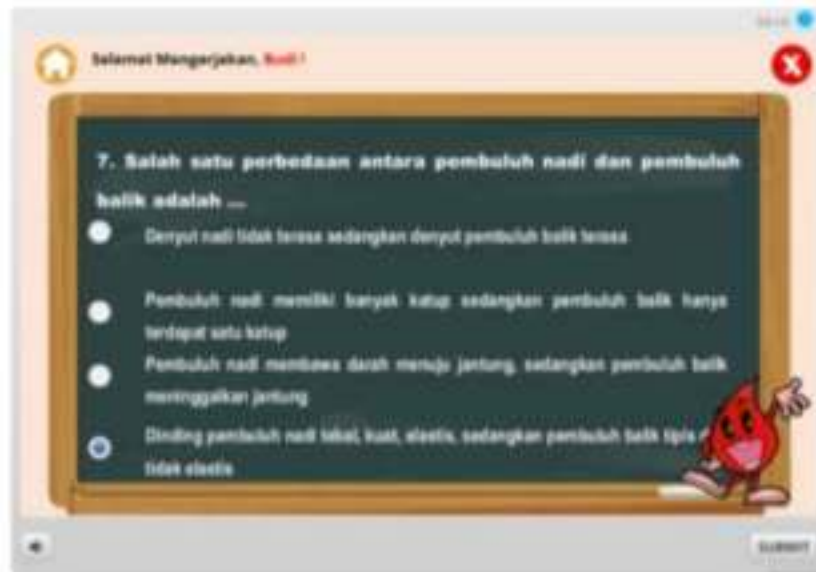 Selamat Mengerjakan, Budi !
7. Salah satu perbedaan antara pembuluh nadi dan pembuluh
balik adalah ...
Denyut nadi tidak terasa sedangkan denyut pembuluh balik terasa
Pembuluh nadi memiliki banyak katup sedangkan pembuluh balik hanya
terdapat satu katup
Pembuluh nadi membawa darah menuju jantung, sedangkan pembuluh balik
meninggalkan jantung
Dinding pembuluh nadi tebal, kuat, elastis, sedangkan pembuluh balik tipis
tidak elastis
SUBMIT